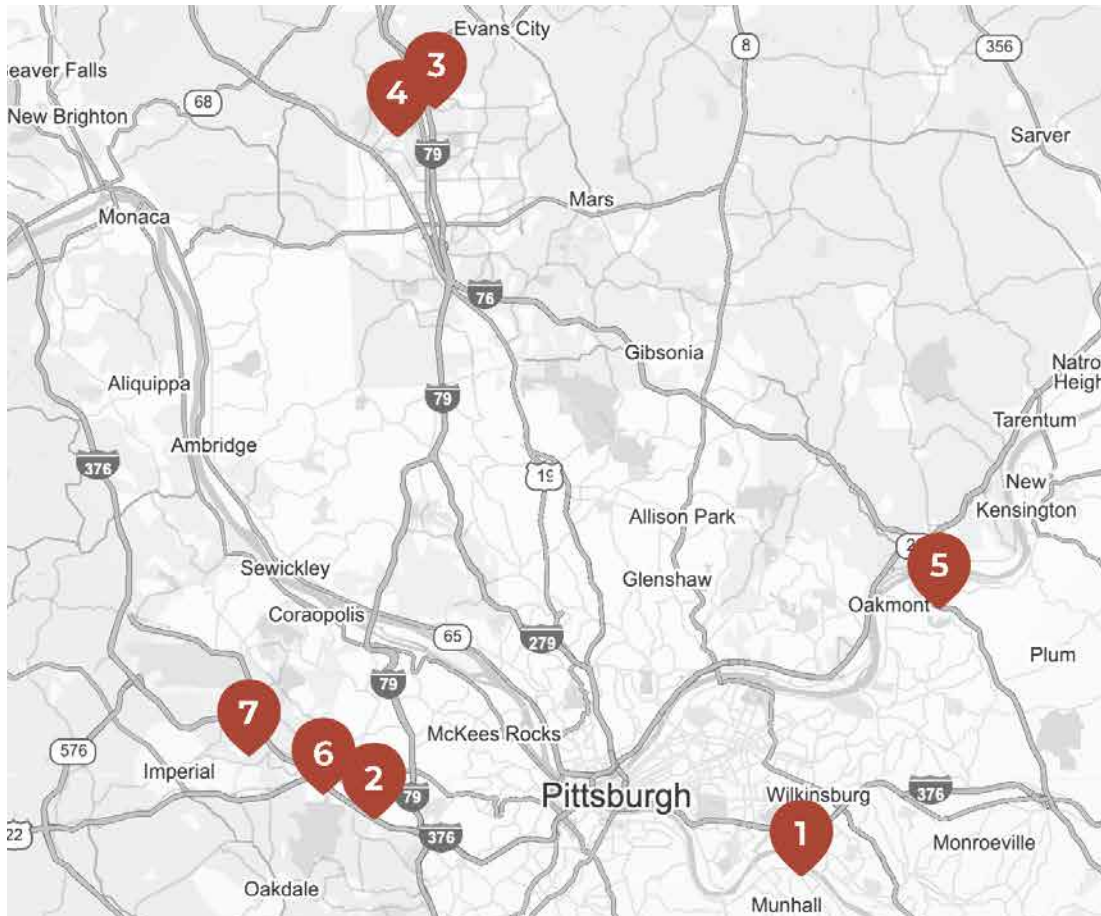 Evans City
8
356
eaver Falls
3
4
68
New Brighton
Sarver
79
Mars
Monaca
76
Gibsonia
Natro
Heigh
Aliquippa
79
Tarentum
Ambridge
376
19
New
Kensington
Allison Park
2
5
Sewickley
Glenshaw
Oakmont
Coraopolis
65
279
Plum
79
7
McKees Rocks
576
6
Imperial
2
79
Pittsburgh
Wilkinsburg
376
22
376
1
Monroeville
Oakdale
Munhall